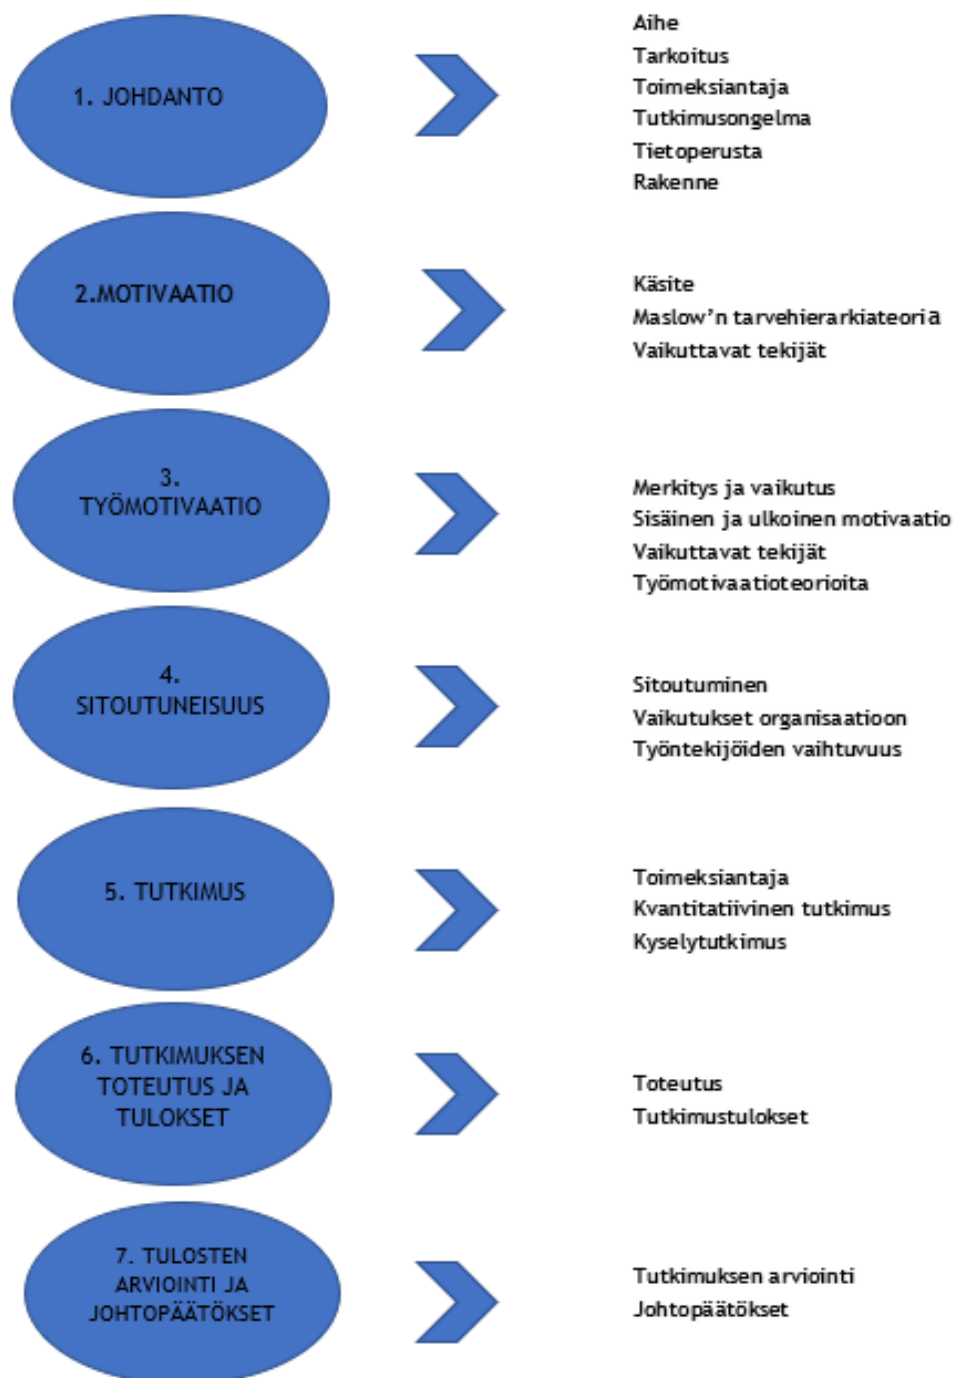 1. JOHDANTO
Aihe
Tarkoitus
Toimeksiantaja
Tutkimusongelma
Tietoperusta
Rakenne
2.MOTIVAATIO
Käsite
Maslow’n tarvehierarkiateoria
Vaikuttavat tekijät
3.
TYÖMOTIVAATIO
Merkitys ja vaikutus
Sisäinen ja ulkoinen motivaatio
Vaikuttavat tekijät
Työmotivaatioteorioita
4.
SITOUTUNEISUUS
Sitoutuminen
Vaikutukset organisaatioon
Työntekijöiden vaihtuvuus
5. TUTKIMUS
Toimeksiantaja
Kvantitatiivinen tutkimus
Kyselytutkimus
6. TUTKIMUKSEN
TOTEUTUS JA
TULOKSET
Toteutus
Tutkimustulokset
7. TULOSTEN
ARVIOINTI JA
JOHTOPÄÄTÖKSET
Tutkimuksen arviointi
Johtopäätökset